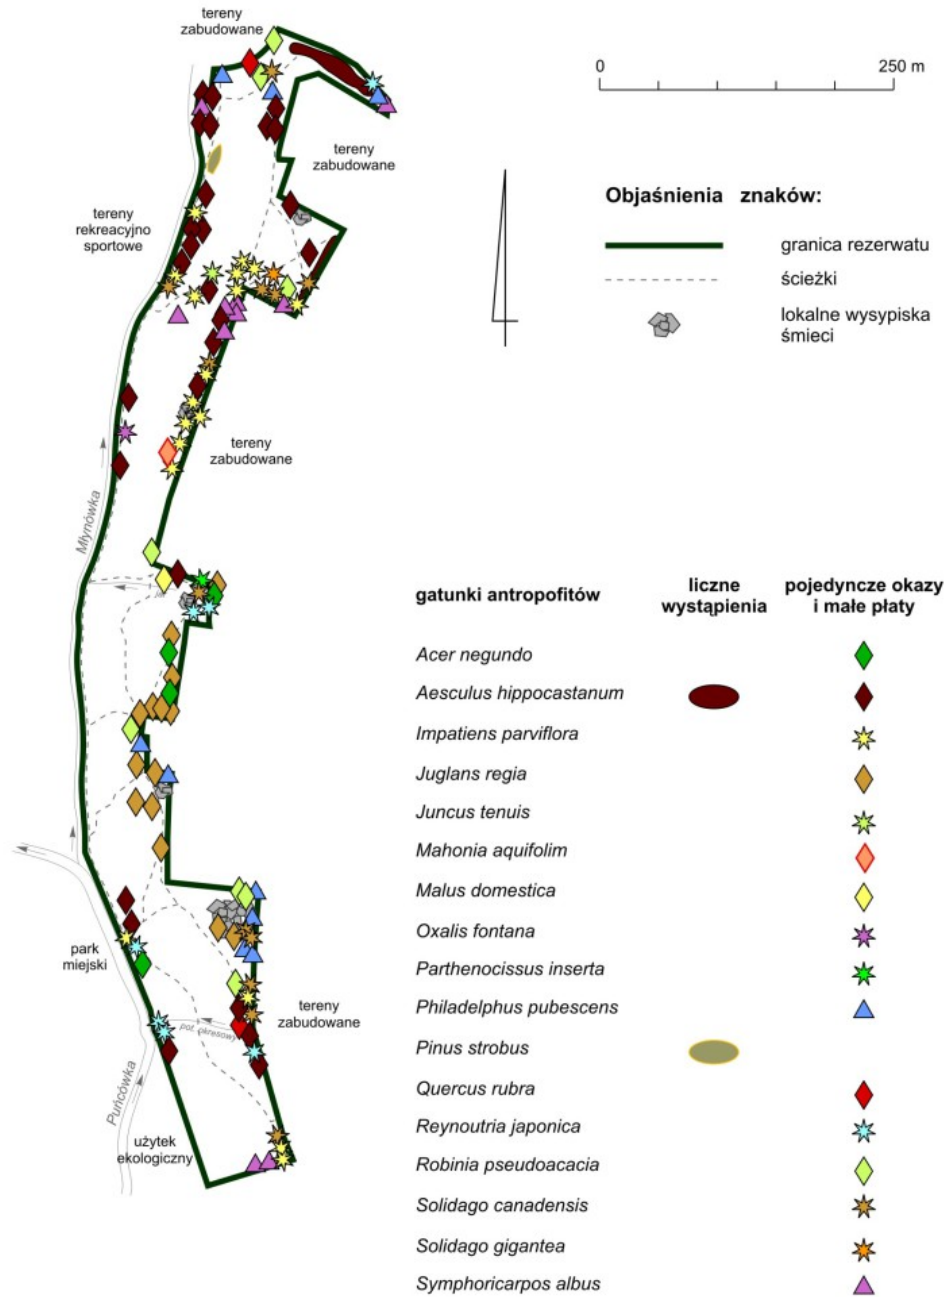 tereny
zabudowane
0
250 m
tereny
zabudowane
Objaśnienia znaków:
tereny
rekreacyjno
sportowe
granica rezerwatu
ścieżki
lokalne wysypiska
śmieci
tereny
zabudowane
Młynówka
gatunki antropofitów
liczne
wystąpienia
pojedyncze okazy
i małe płaty
Acer negundo
Aesculus hippocastanum
Impatiens parviflora
Juglans regia
Juncus tenuis
Mahonia aquifolim
Malus domestica
Oxalis fontana
Parthenocissus inserta
Philadelphus pubescens
Pinus strobus
Quercus rubra
Reynoutria japonica
Robinia pseudoacacia
Solidago canadensis
Solidago gigantea
Symphoricarpos albus
park
miejski
tereny
zabudowane
pot. okresowy
Puńcówka
użytek
ekologiczny